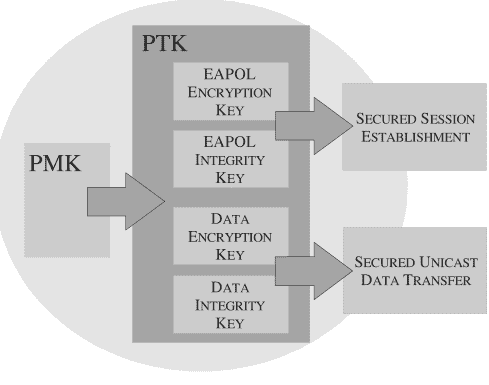 PTK
EAPOL
ENCRYPTION
KEY
EAPOL
INTEGRITY
KEY
SECURED SESSION
ESTABLISHMENT
PMK
DATA
ENCRYPTION
KEY
DATA
INTEGRITY
KEY
SECURED UNICAST
DATA TRANSFER